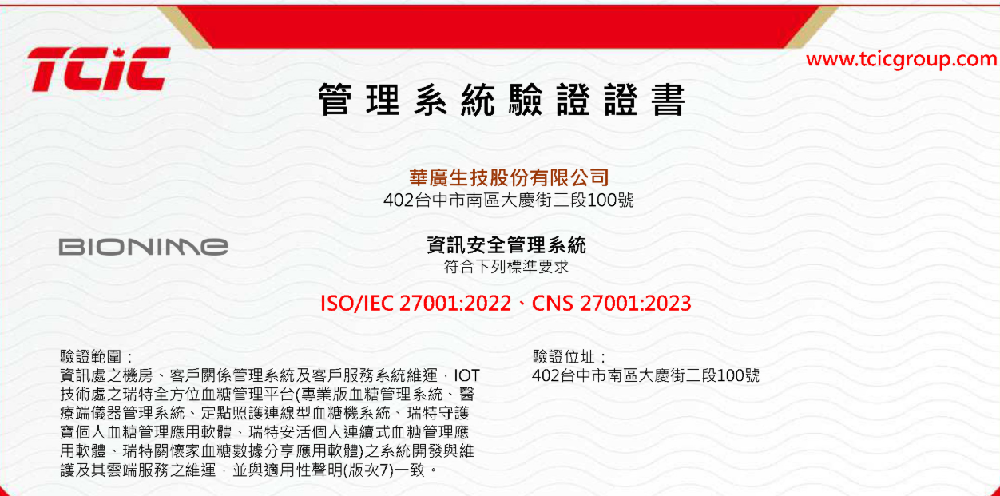 TCiC
www.tcicgroup.com
管理系統驗證證書
華廣生技股份有限公司
402台中市南區大慶街二段100號
BIONIME
資訊安全管理系統
符合下列標準要求
ISO/IEC 27001:2022、CNS 27001:2023
驗證範圍：
資訊處之機房、客戶關係管理系統及客戶服務系統維運，IOT
技術處之瑞特全方位血糖管理平台(專業版血糖管理系統、醫
療端儀器管理系統、定點照護連線型血糖機系統、瑞特守護
寶個人血糖管理應用軟體、瑞特安活個人連續式血糖管理應
用軟體、瑞特關懷家血糖數據分享應用軟體)之系統開發與維
護及其雲端服務之維運，並與適用性聲明(版次7)一致。
驗證位址：
402台中市南區大慶街二段100號